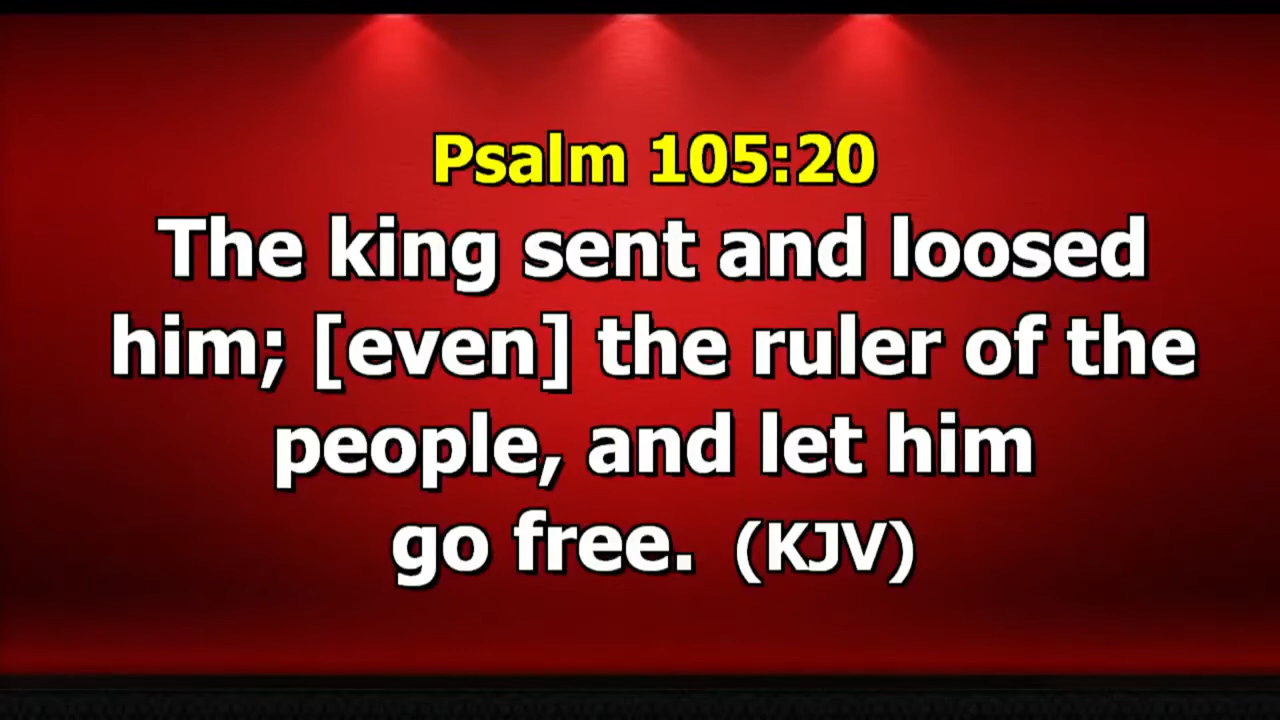 Psalm 105:20
The king sent and loosed
him; [even] the ruler of the
people, and let him
go free. (KJV)